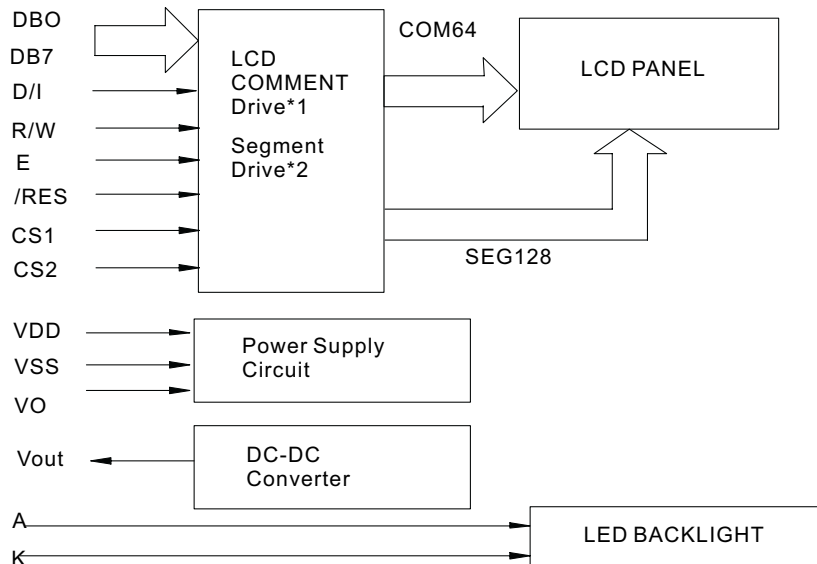 DBO
DB7
D/I
R/W
E
/RES
CS1
CS2
LCD
COMMENT
Drive*1
Segment
Drive*2
COM64
LCD PANEL
SEG128
VDD
VSS
VO
Power Supply
Circuit
Vout
DC-DC
Converter
A
K
LED BACKLIGHT